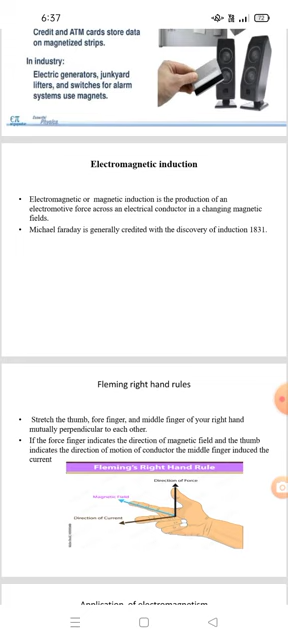 6:37
72
Credit and ATM cards store data
on magnetized strips.
In industry:
Electric generators, junkyard
lifters, and switches for alarm
systems use magnets.
Electromagnetic induction
• Electromagnetic or magnetic induction is the production of an
electromotive force across an electrical conductor in a changing magnetic
fields.
• Michael faraday is generally credited with the discovery of induction 1831.
Fleming right hand rules
• Stretch the thumb, fore finger, and middle finger of your right hand
mutually perpendicular to each other.
• If the force finger indicates the direction of magnetic field and the thumb
indicates the direction of motion of conductor the middle finger induced the
current
Fleming's Right Hand Rule
Direction of Force
Magnetic Field
Direction of Current
Application of electromagnetism